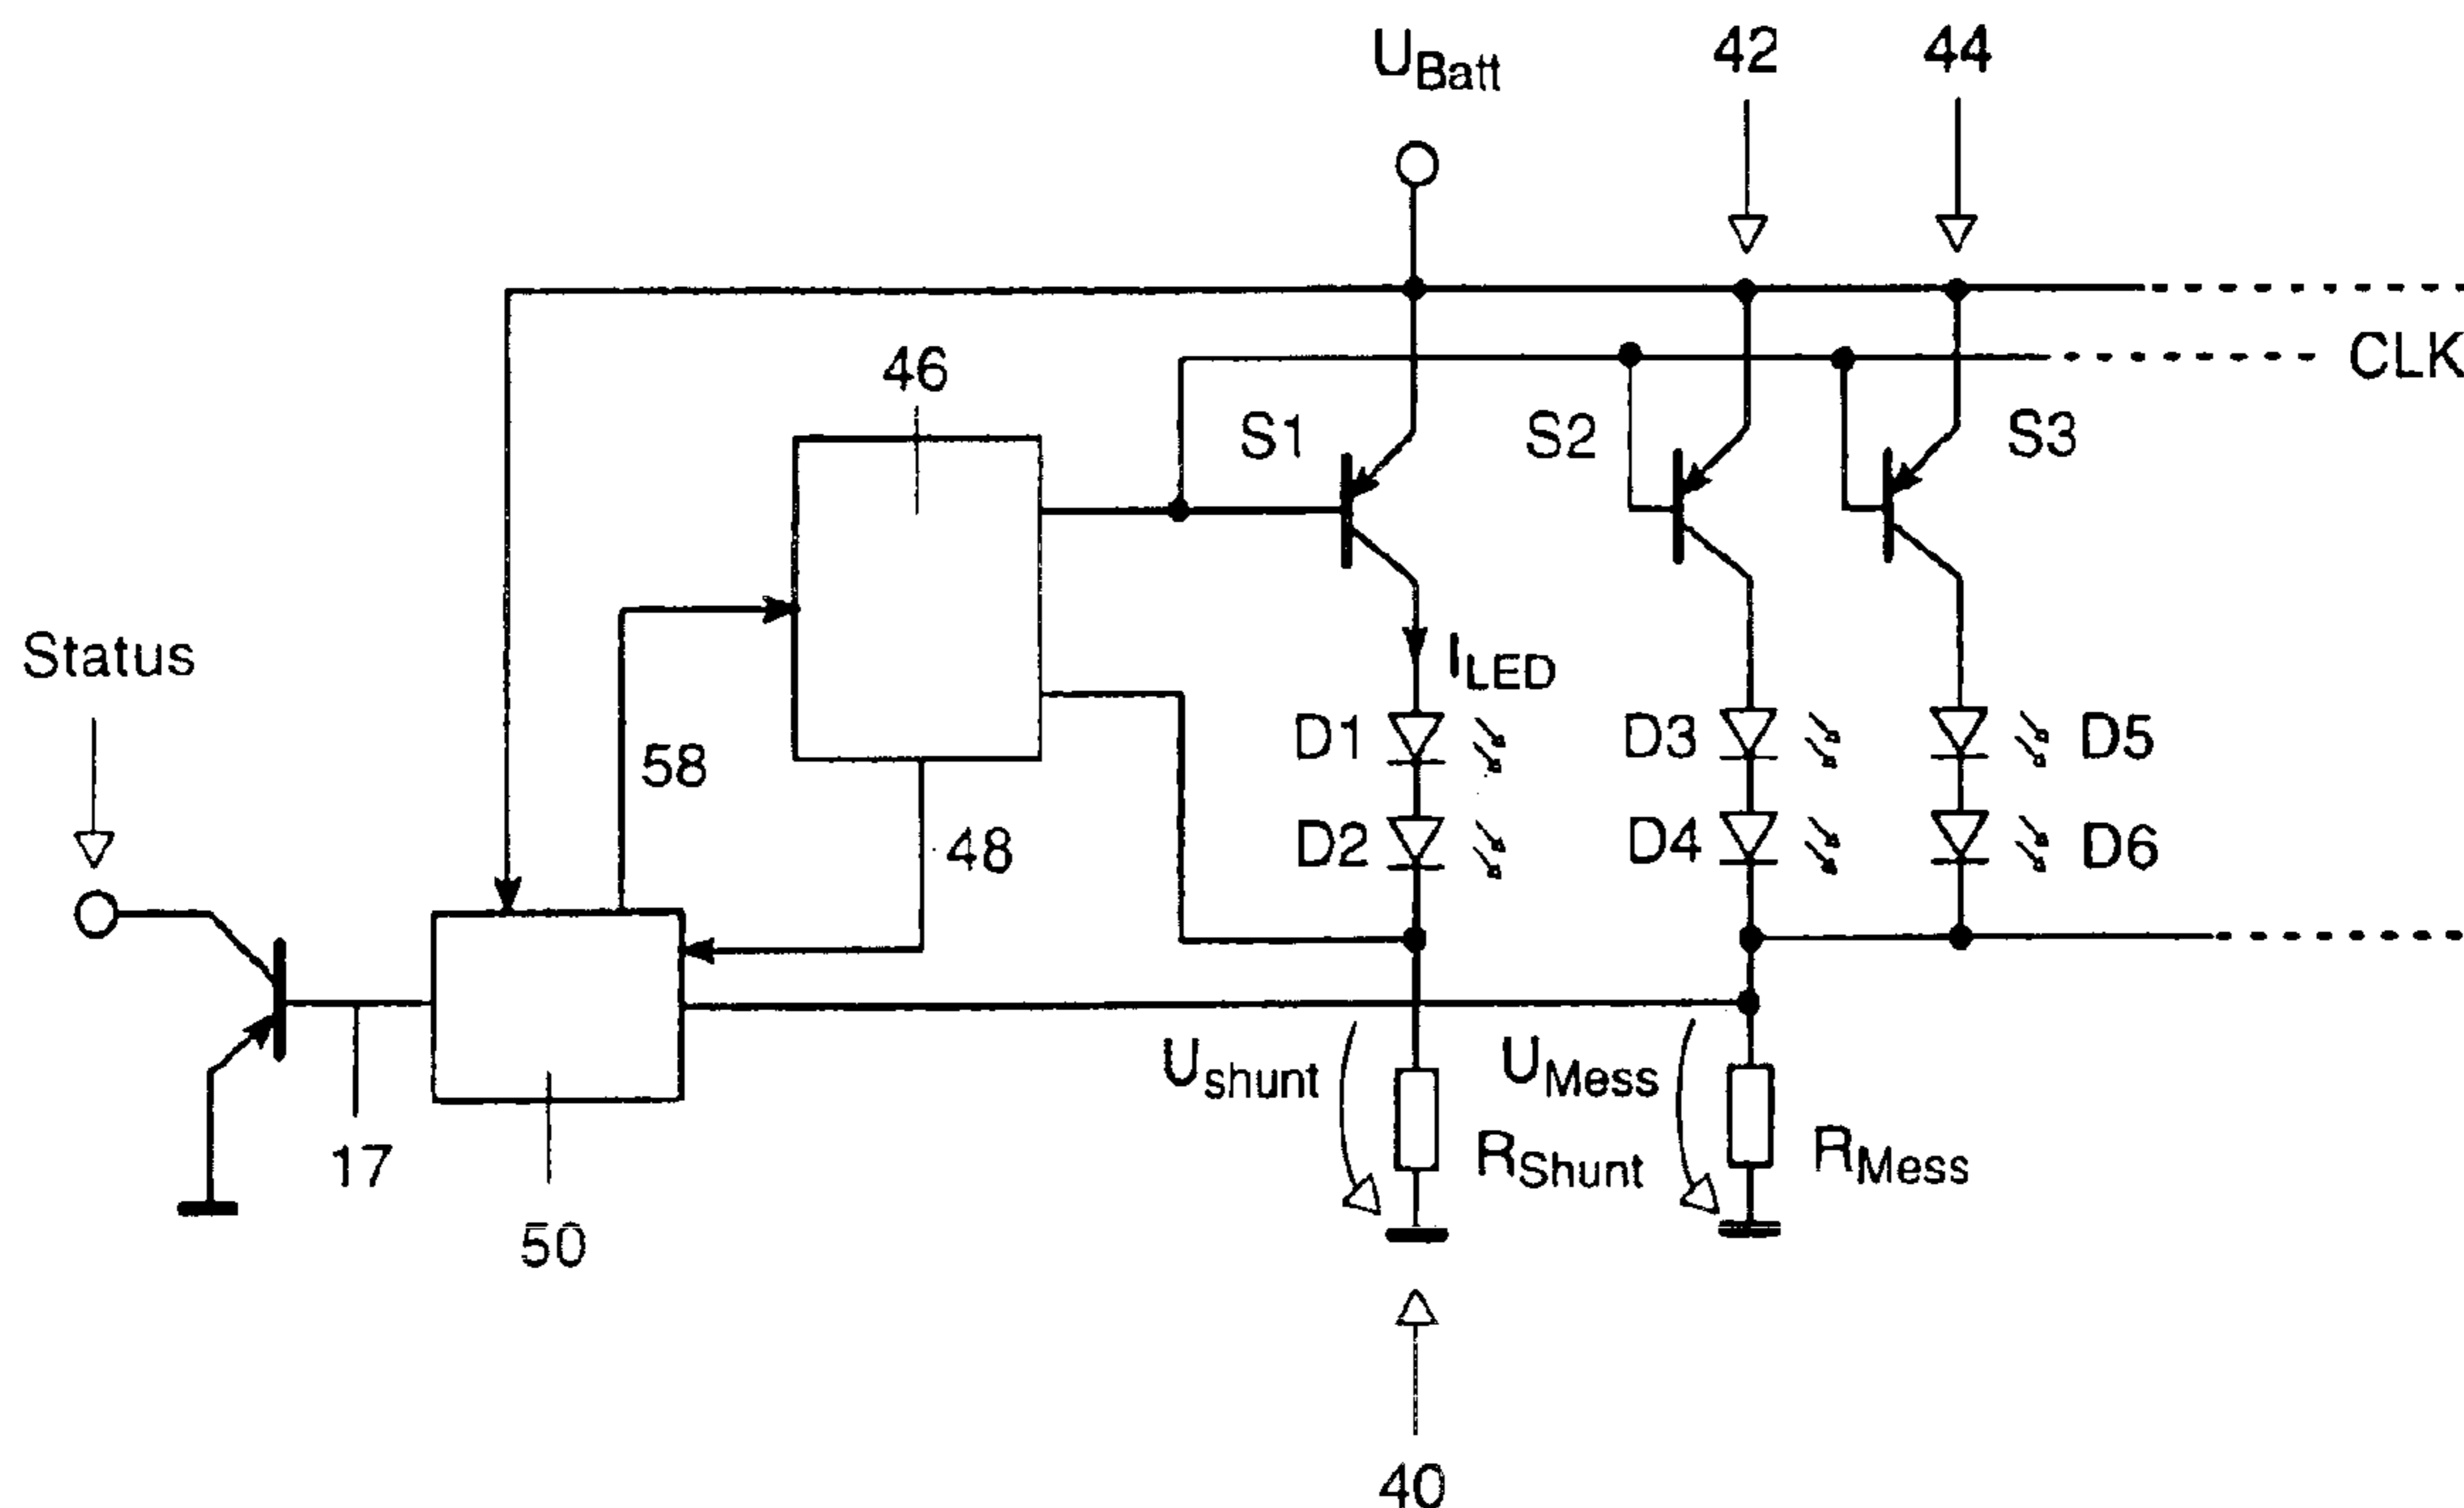 U_Batt
42
44
CLK
46
S1
S2
S3
Status
I_LED
58
D1
D3
D5
48
D2
D4
D6
U_shunt
U_Mess
R_Shunt
R_Mess
17
50
40